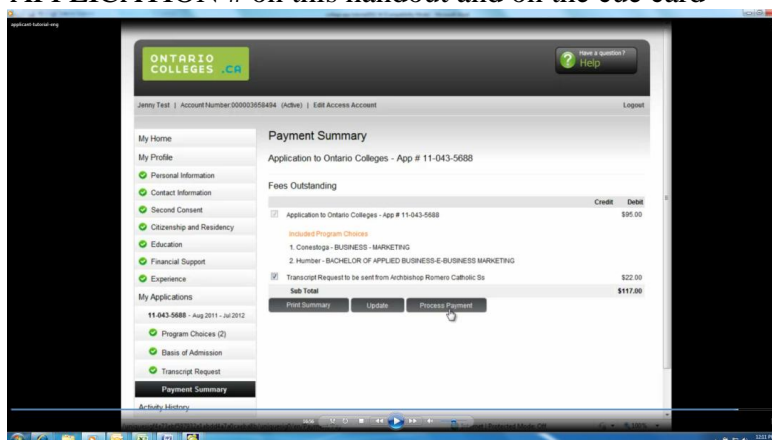 APPLICATION # on this handout and on the cue card
applicant-tutorial-eng
ONTARIO
COLLEGES .CA
Have a question?
Help
Jenny Test | Account Number:000003658494 (Active) | Edit Access Account
Logout
My Home
My Profile
Personal Information
Contact Information
Second Consent
Citizenship and Residency
Education
Financial Support
Experience
My Applications
11-043-5688 - Aug 2011 - Jul 2012
Program Choices (2)
Basis of Admission
Transcript Request
Payment Summary
Activity History
Payment Summary
Application to Ontario Colleges - App # 11-043-5688
Fees Outstanding
Credit Debit
Application to Ontario Colleges - App # 11-043-5688 $95.00
Included Program Choices
1. Conestoga - BUSINESS - MARKETING
2. Humber - BACHELOR OF APPLIED BUSINESS-E-BUSINESS MARKETING
Transcript Request to be sent from Archbishop Romero Catholic Ss $22.00
Sub Total $117.00
Print Summary Update Process Payment
Protected Mode: Off
100%